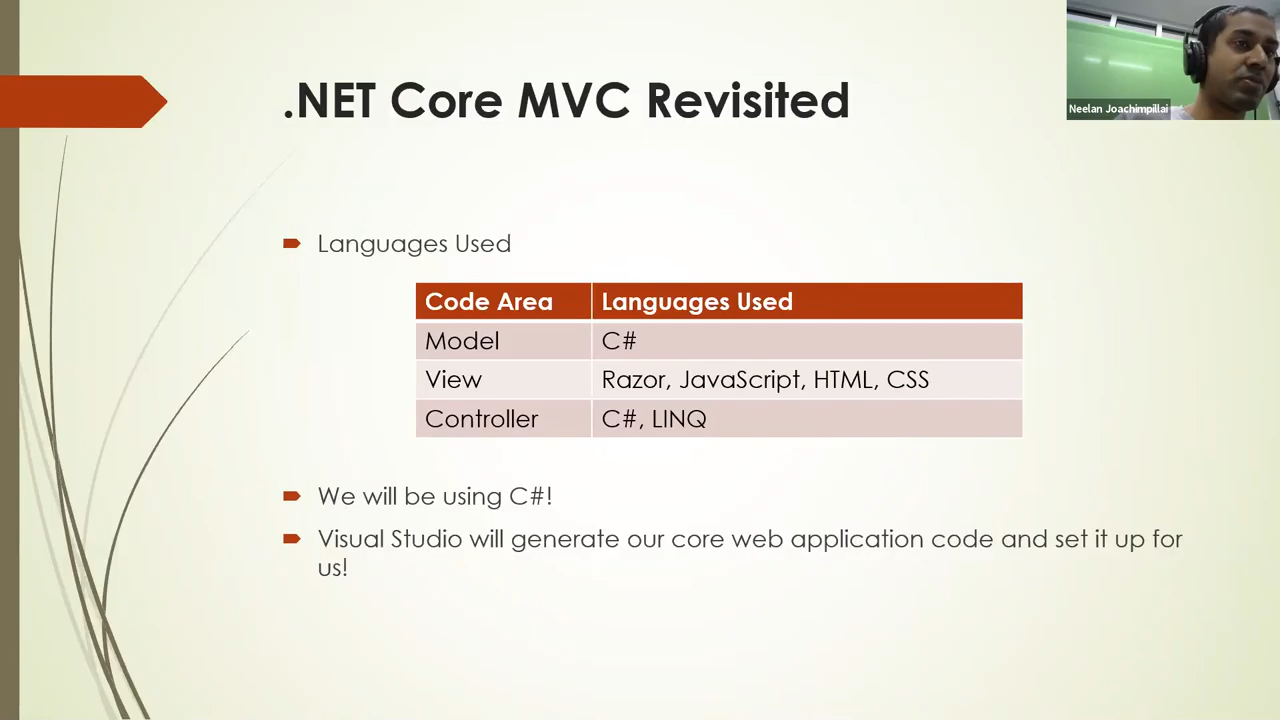 .NET Core MVC Revisited
Neelan Joachimpillai
Languages Used
Code Area Languages Used
Model C#
View Razor, JavaScript, HTML, CSS
Controller C#, LINQ
We will be using C#!
Visual Studio will generate our core web application code and set it up for
us!